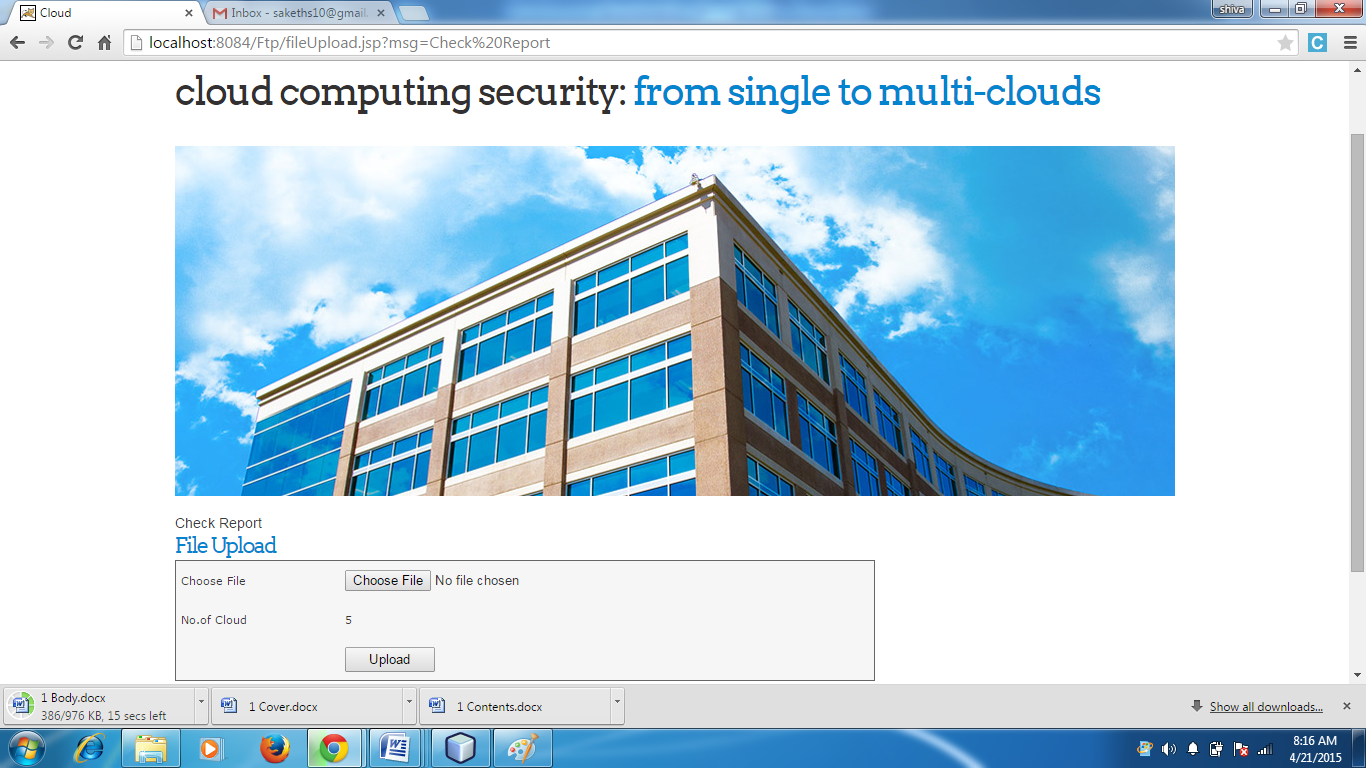 Cloud
Inbox - sakeths10@gmail.
shiva
localhost:8084/Ftp/fileUpload.jsp?msg=Check%20Report
C
cloud computing security: from single to multi-clouds
Check Report
File Upload
Choose File Choose File No file chosen
No.of Cloud 5
Upload
1 Body.docx
386/976 KB, 15 secs left
1 Cover.docx
1 Contents.docx
Show all downloads...
8:16 AM
4/21/2015